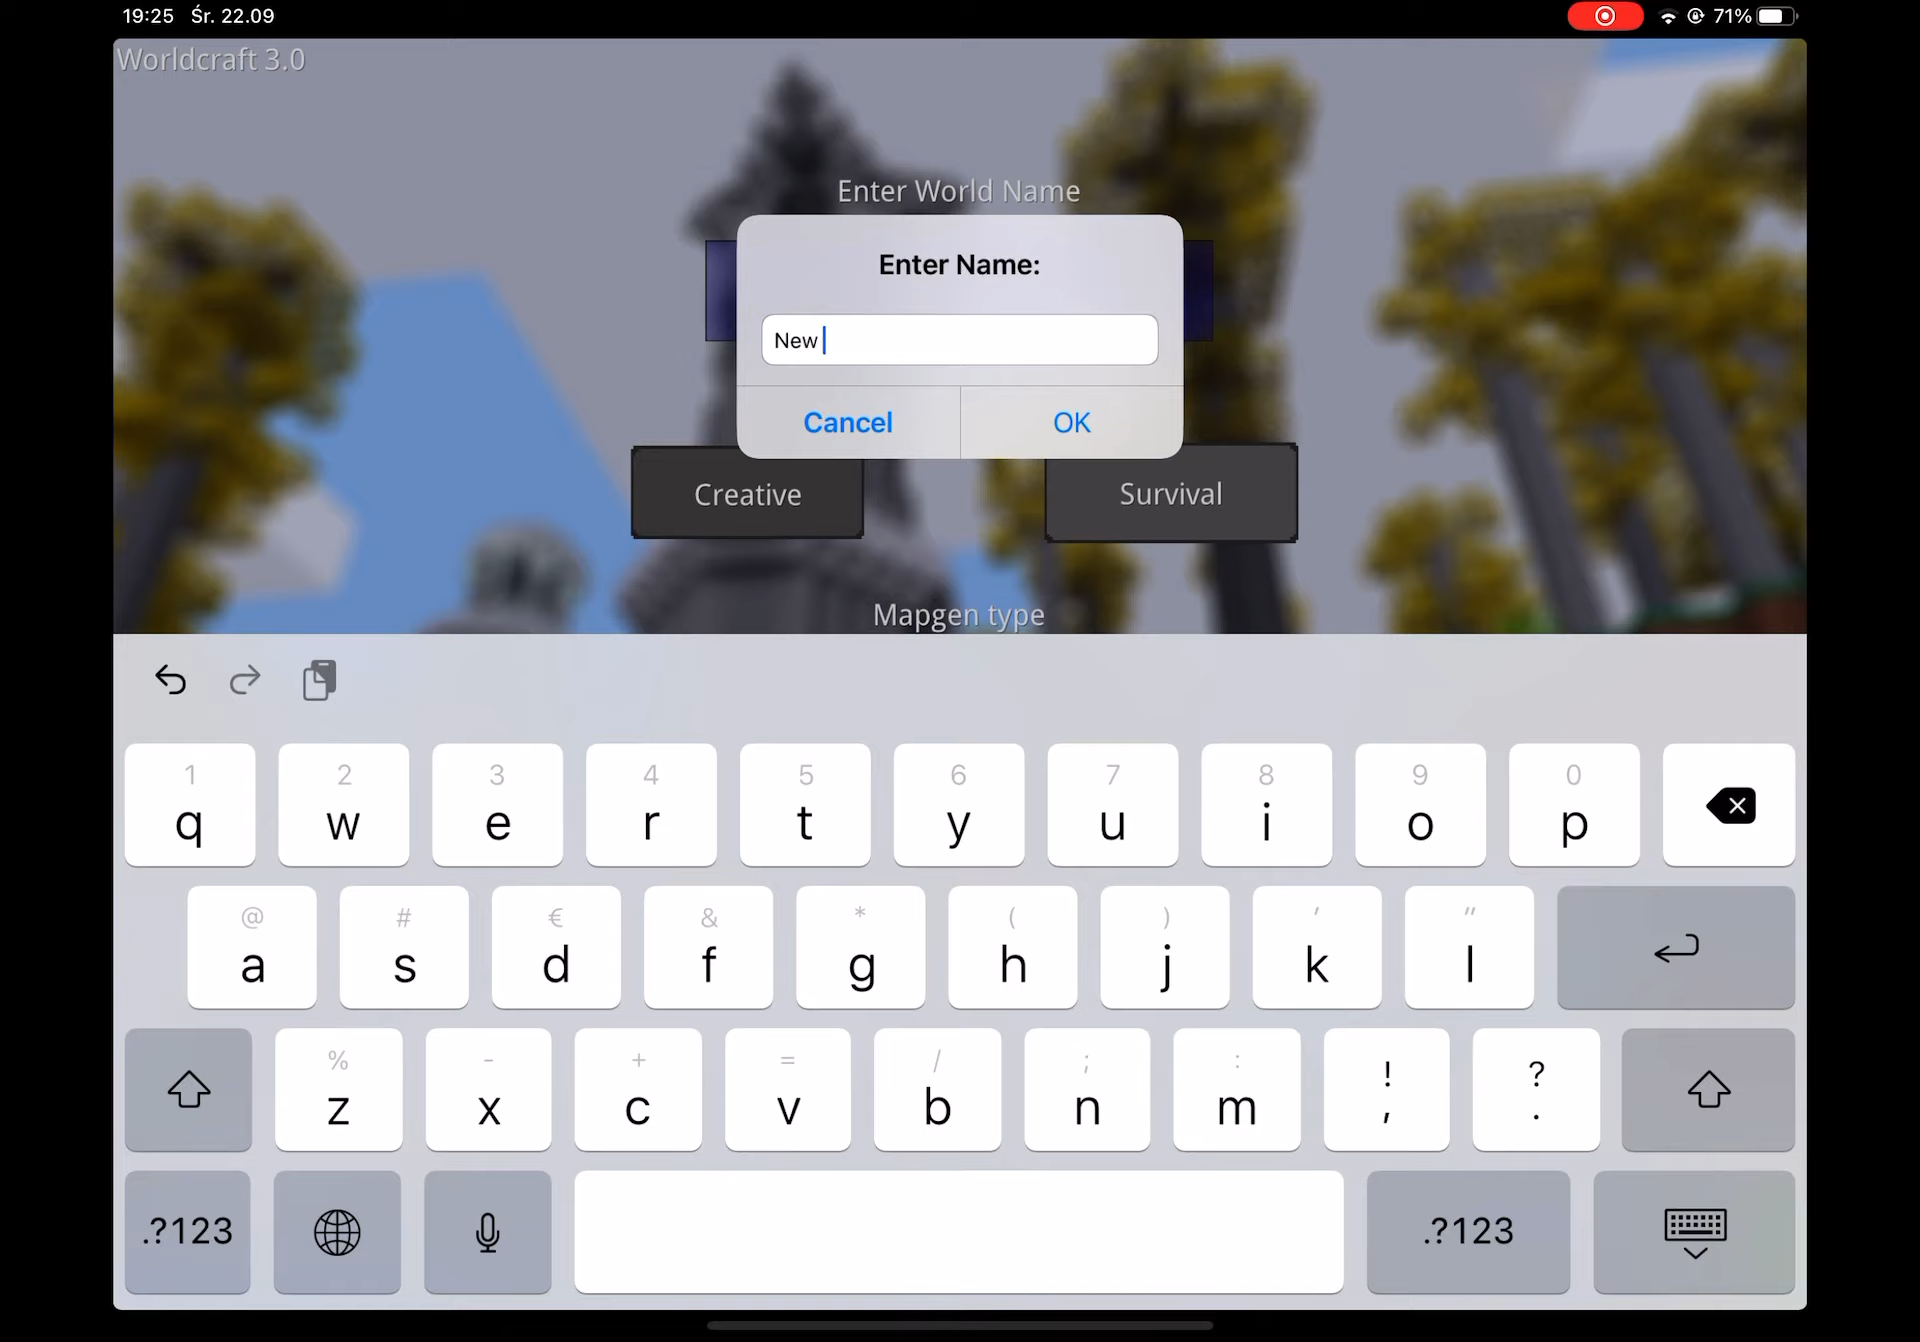 19:25 Śr. 22.09 71%
Worldcraft 3.0
Enter World Name
Enter Name:
New
Cancel OK
Creative Survival
Mapgen type
1 2 3 4 5 6 7 8 9 0
q w e r t y u i o p
@ # € & * ( ) ' "
a s d f g h j k l
% - + = / ; : ! ?
z x c v b n m , .
.?123 .?123